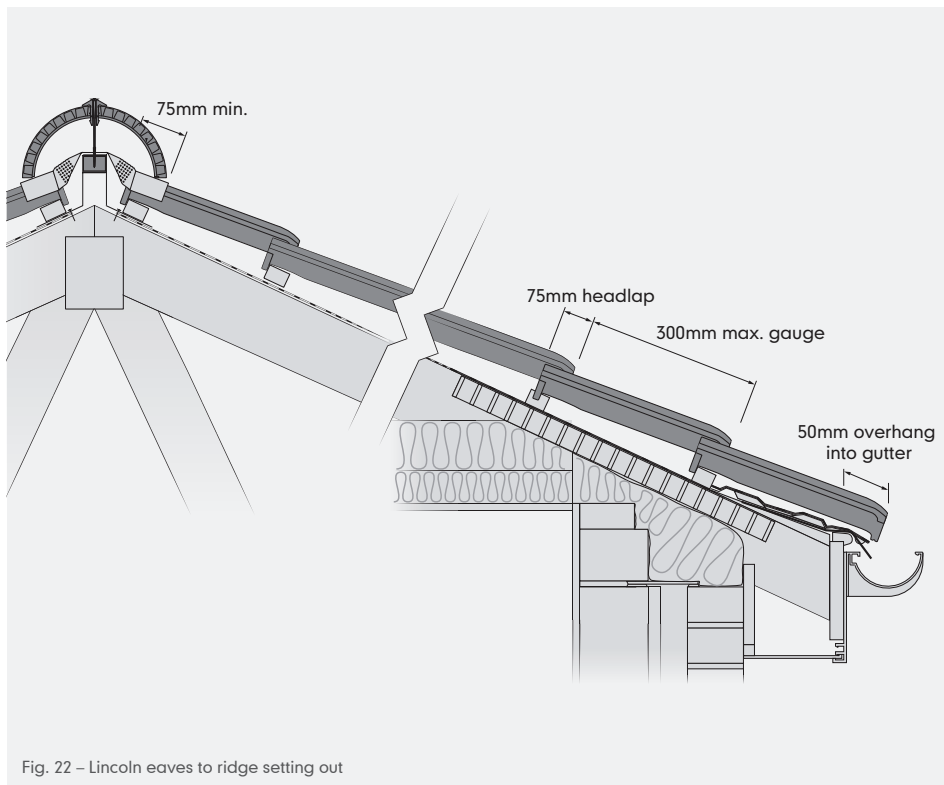 75mm min.
75mm headlap
300mm max. gauge
50mm overhang
into gutter
Fig. 22 – Lincoln eaves to ridge setting out